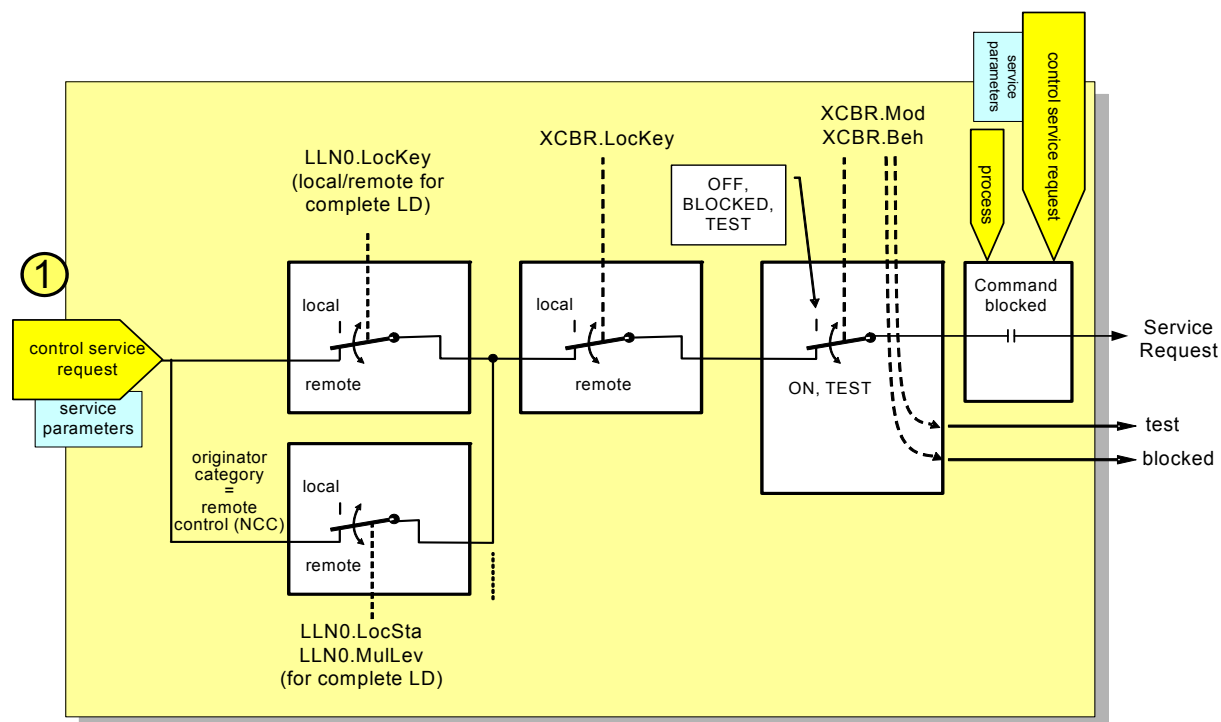 1
control service
request
service
parameters
LLN0.LocKey
(local/remote for
complete LD)
local
remote
originator
category
=
remote
control (NCC)
local
remote
LLN0.LocSta
LLN0.MulLev
(for complete LD)
XCBR.LocKey
local
remote
XCBR.Mod
XCBR.Beh
OFF,
BLOCKED,
TEST
ON, TEST
service
parameters
control service request
process
Command
blocked
Service
Request
test
blocked